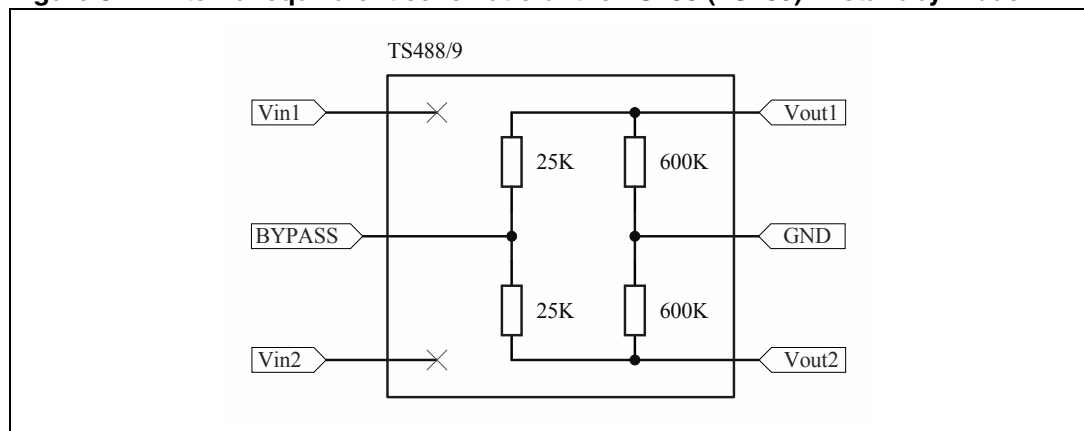 TS488/9
Vin1
Vout1
25K
600K
BYPASS
GND
25K
600K
Vin2
Vout2